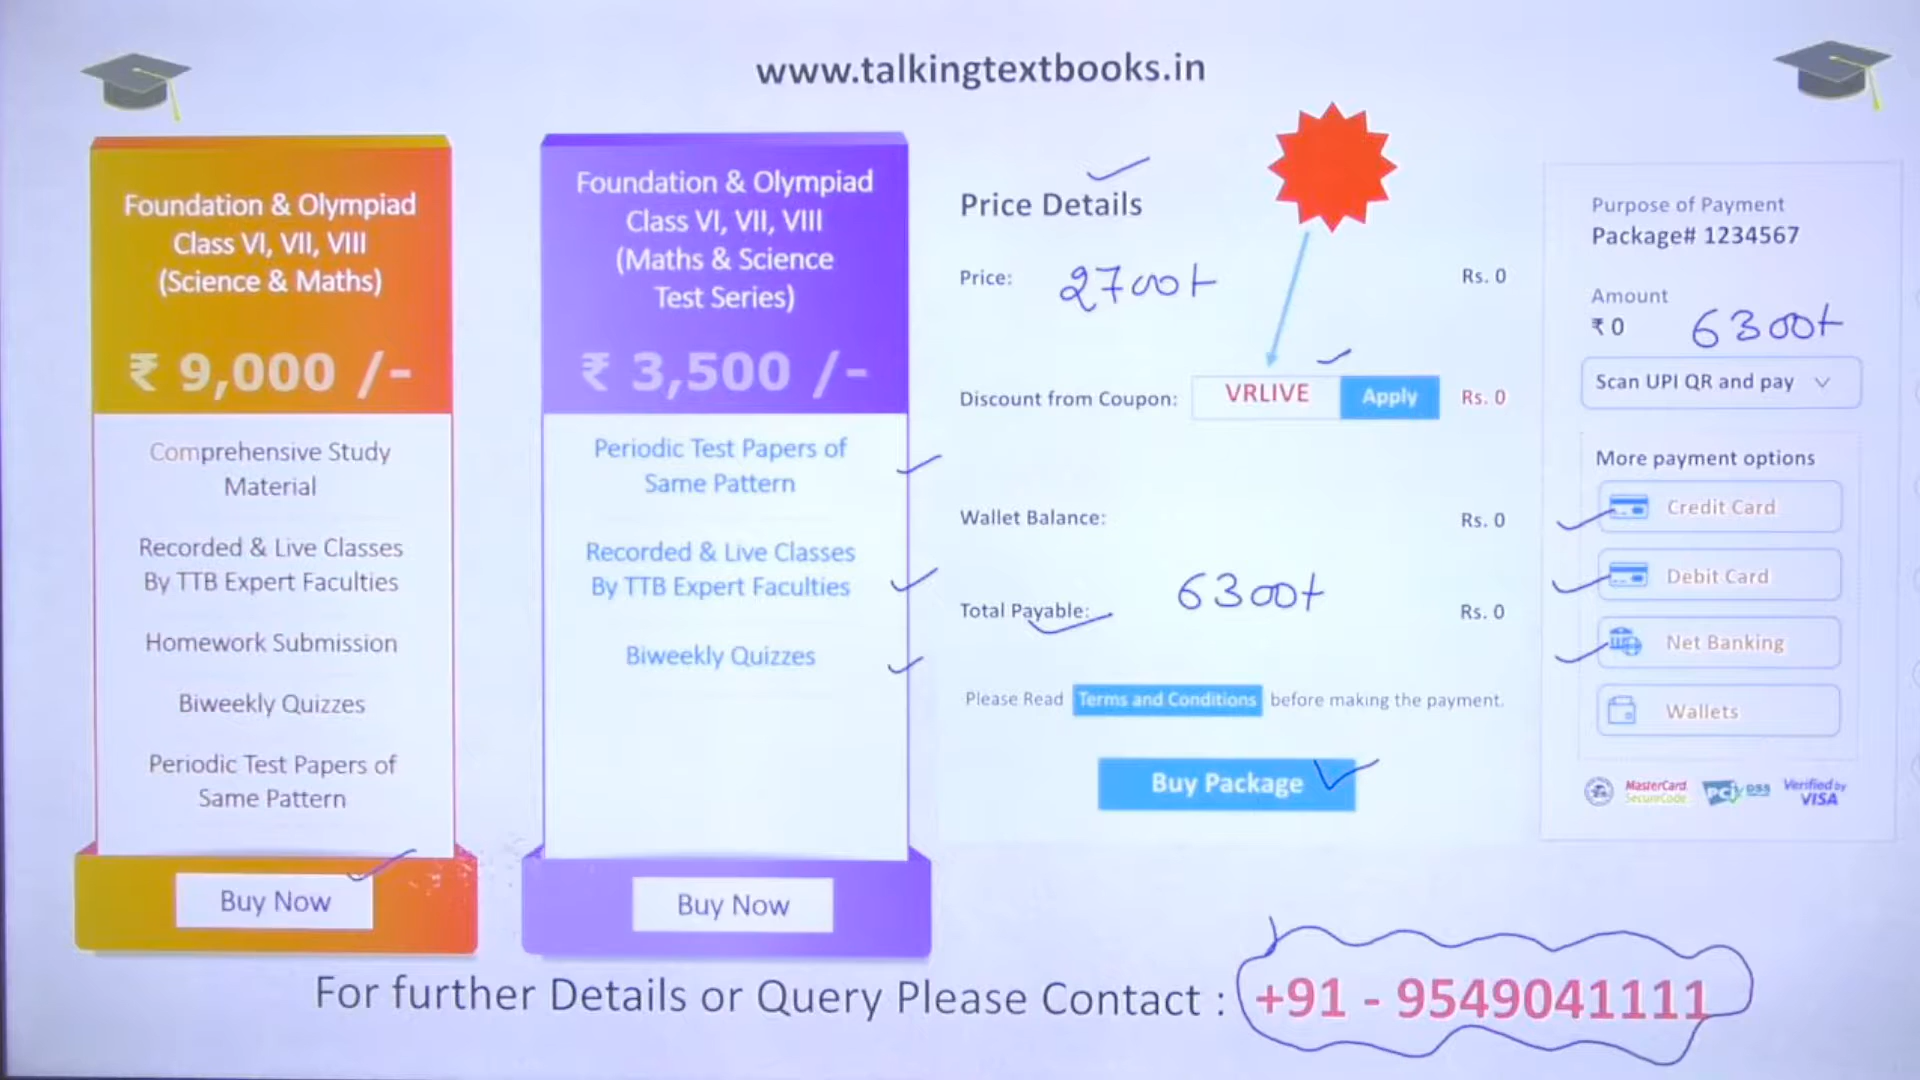 www.talkingtextbooks.in
Foundation & Olympiad
Class VI, VII, VIII
(Science & Maths)
₹ 9,000 /-
Comprehensive Study
Material
Recorded & Live Classes
By TTB Expert Faculties
Homework Submission
Biweekly Quizzes
Periodic Test Papers of
Same Pattern
Buy Now
Foundation & Olympiad
Class VI, VII, VIII
(Maths & Science
Test Series)
₹ 3,500 /-
Periodic Test Papers of
Same Pattern
Recorded & Live Classes
By TTB Expert Faculties
Biweekly Quizzes
Buy Now
Price Details
Price: 2700/- Rs. 0
Discount from Coupon: VRLIVE Apply Rs. 0
Wallet Balance: Rs. 0
Total Payable: 6300/- Rs. 0
Please Read Terms and Conditions before making the payment.
Buy Package
Purpose of Payment
Package# 1234567
Amount
₹ 0 6300/-
Scan UPI QR and pay
More payment options
Credit Card
Debit Card
Net Banking
Wallets
MasterCard.
SecureCode.
PCI DSS
Verified by
VISA
For further Details or Query Please Contact : +91 - 9549041111